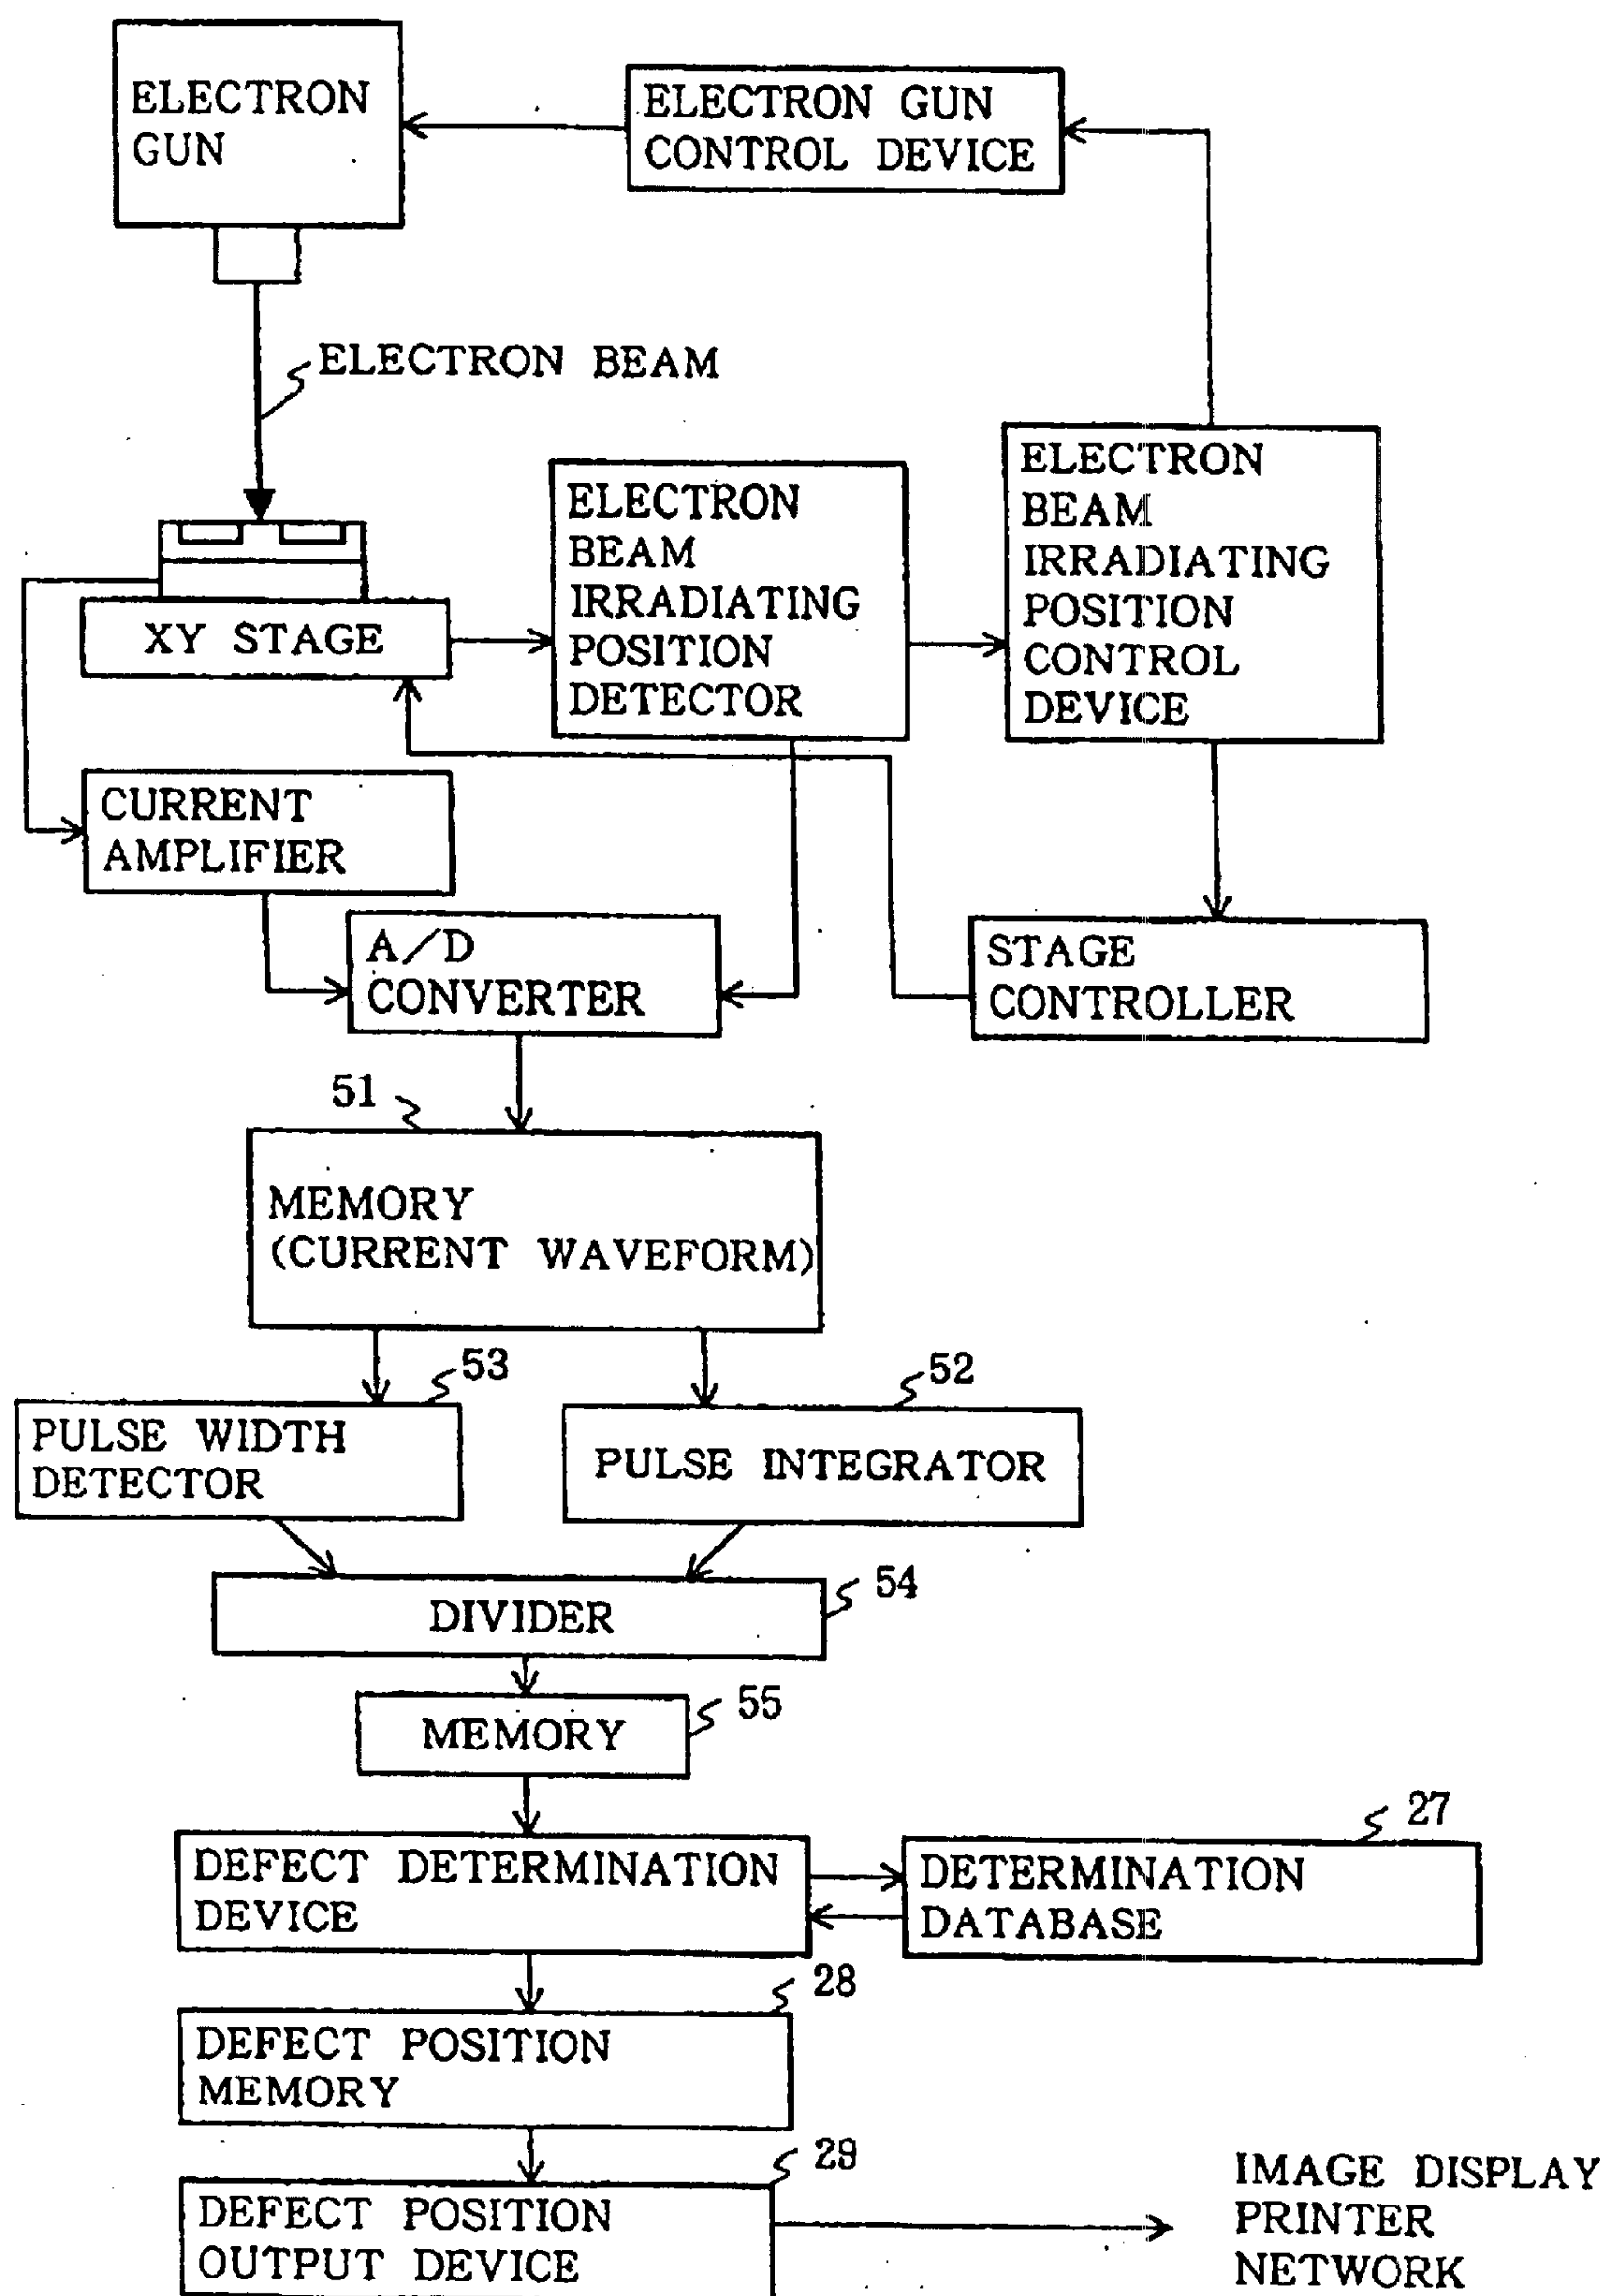 ELECTRON
GUN
ELECTRON GUN
CONTROL DEVICE
ELECTRON BEAM
ELECTRON
BEAM
IRRADIATING
POSITION
DETECTOR
ELECTRON
BEAM
IRRADIATING
POSITION
CONTROL
DEVICE
XY STAGE
CURRENT
AMPLIFIER
A/D
CONVERTER
STAGE
CONTROLLER
51
MEMORY
(CURRENT WAVEFORM)
53
PULSE WIDTH
DETECTOR
52
PULSE INTEGRATOR
54
DIVIDER
55
MEMORY
DEFECT DETERMINATION
DEVICE
27
DETERMINATION
DATABASE
28
DEFECT POSITION
MEMORY
29
DEFECT POSITION
OUTPUT DEVICE
IMAGE DISPLAY
PRINTER
NETWORK